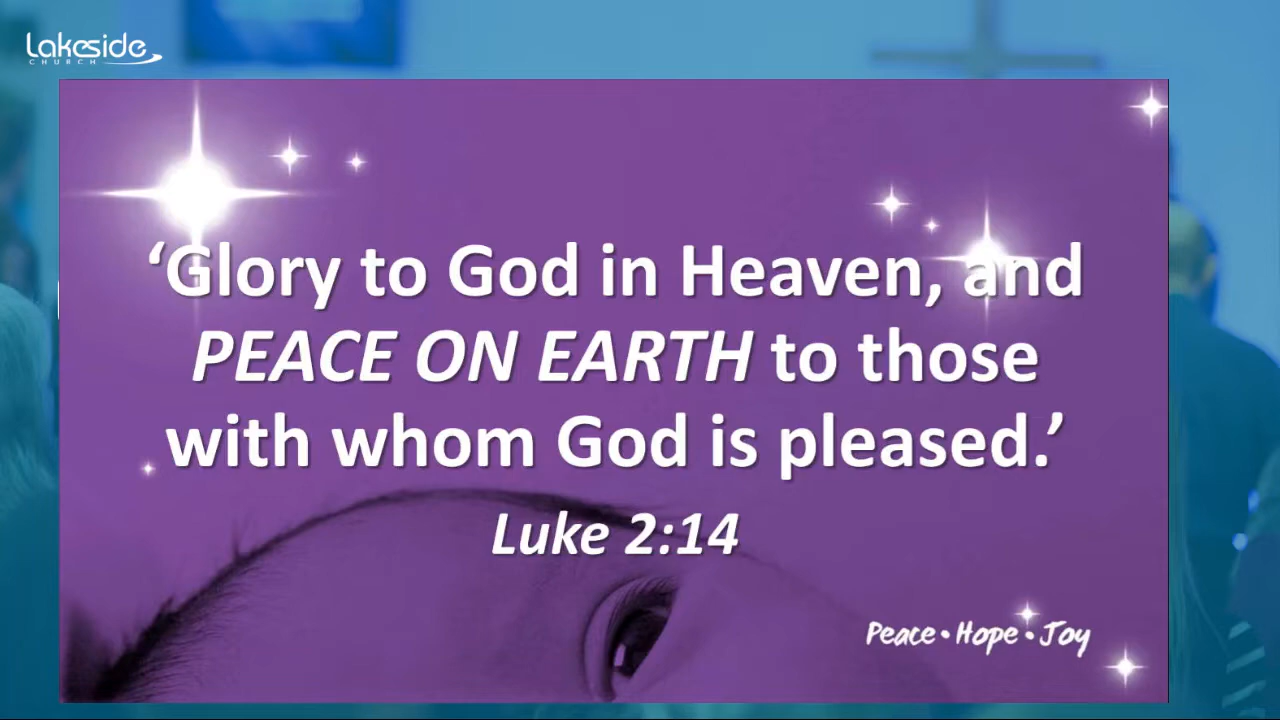 Lakeside
CHURCH
‘Glory to God in Heaven, and
PEACE ON EARTH to those
with whom God is pleased.’
Luke 2:14
Peace • Hope • Joy